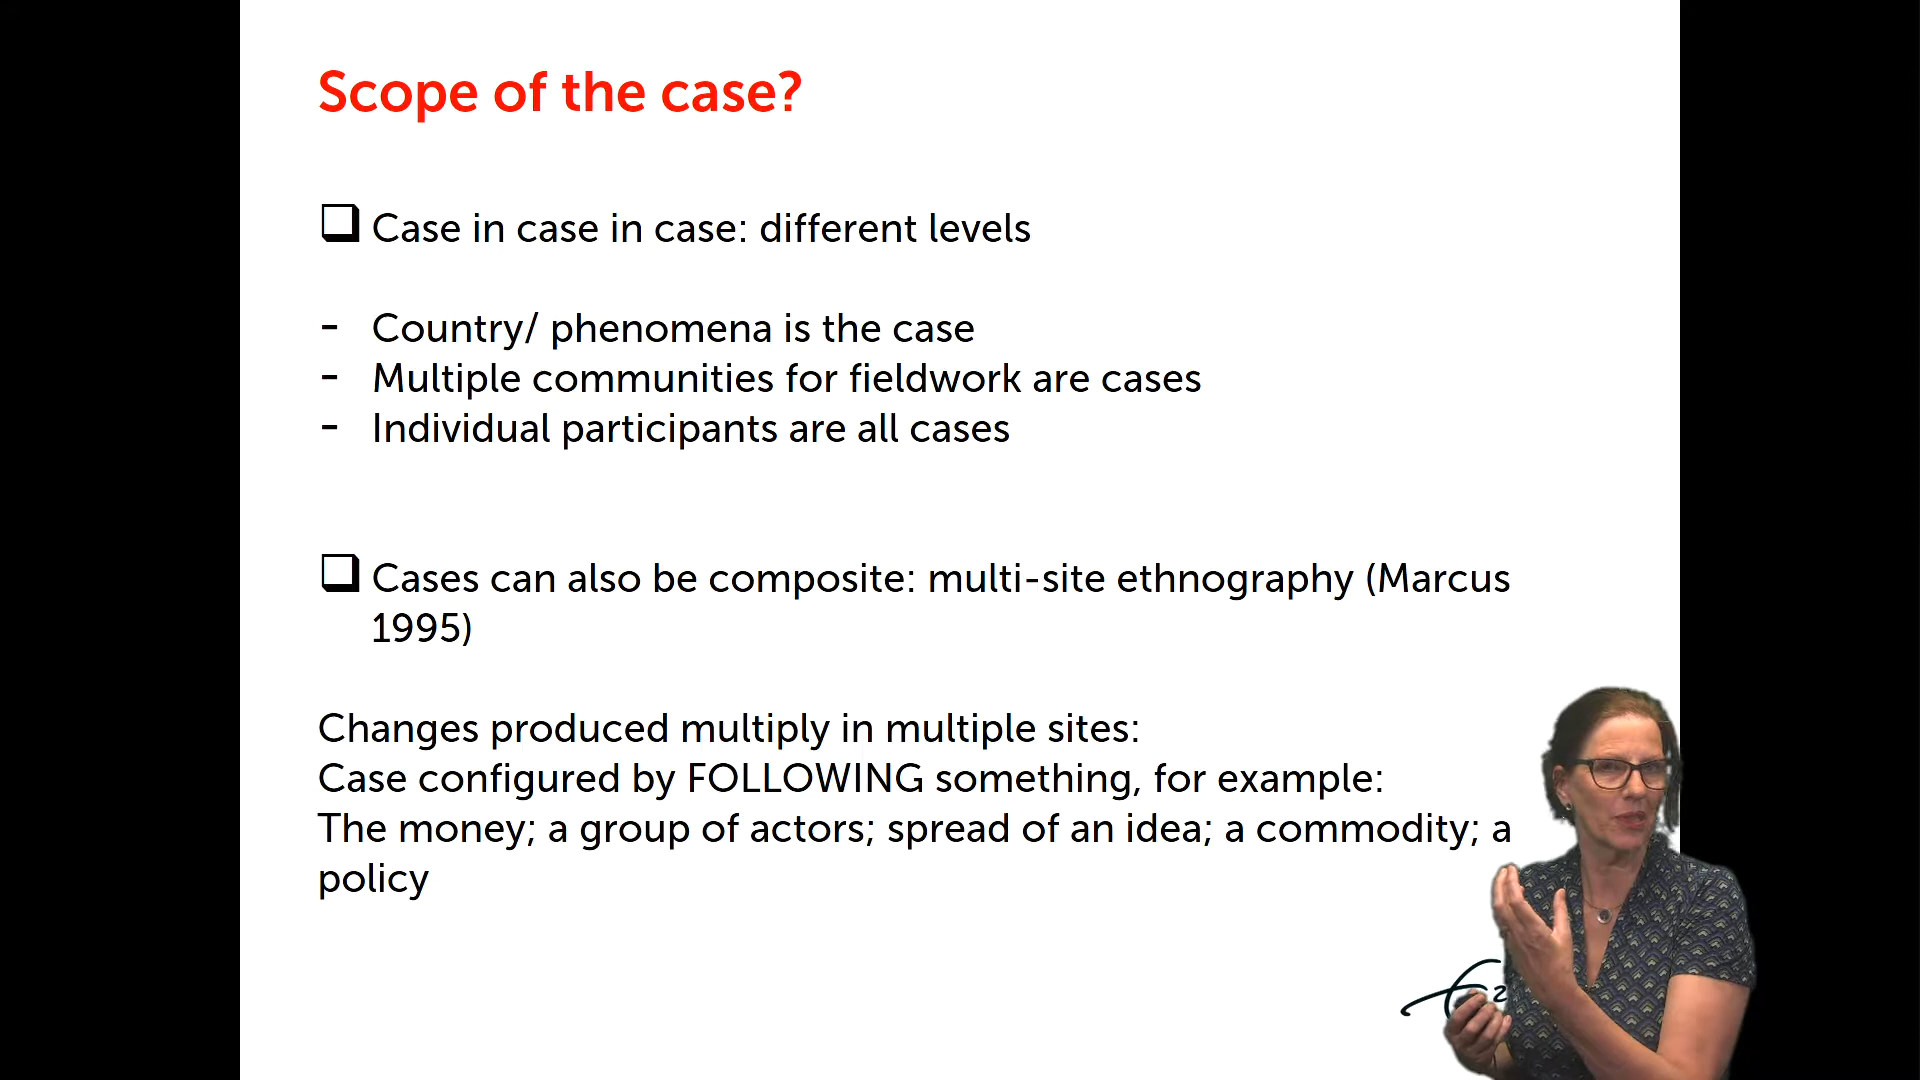 Scope of the case?
❑ Case in case in case: different levels
- Country/ phenomena is the case
- Multiple communities for fieldwork are cases
- Individual participants are all cases
❑ Cases can also be composite: multi-site ethnography (Marcus
1995)
Changes produced multiply in multiple sites:
Case configured by FOLLOWING something, for example:
The money; a group of actors; spread of an idea; a commodity; a
policy